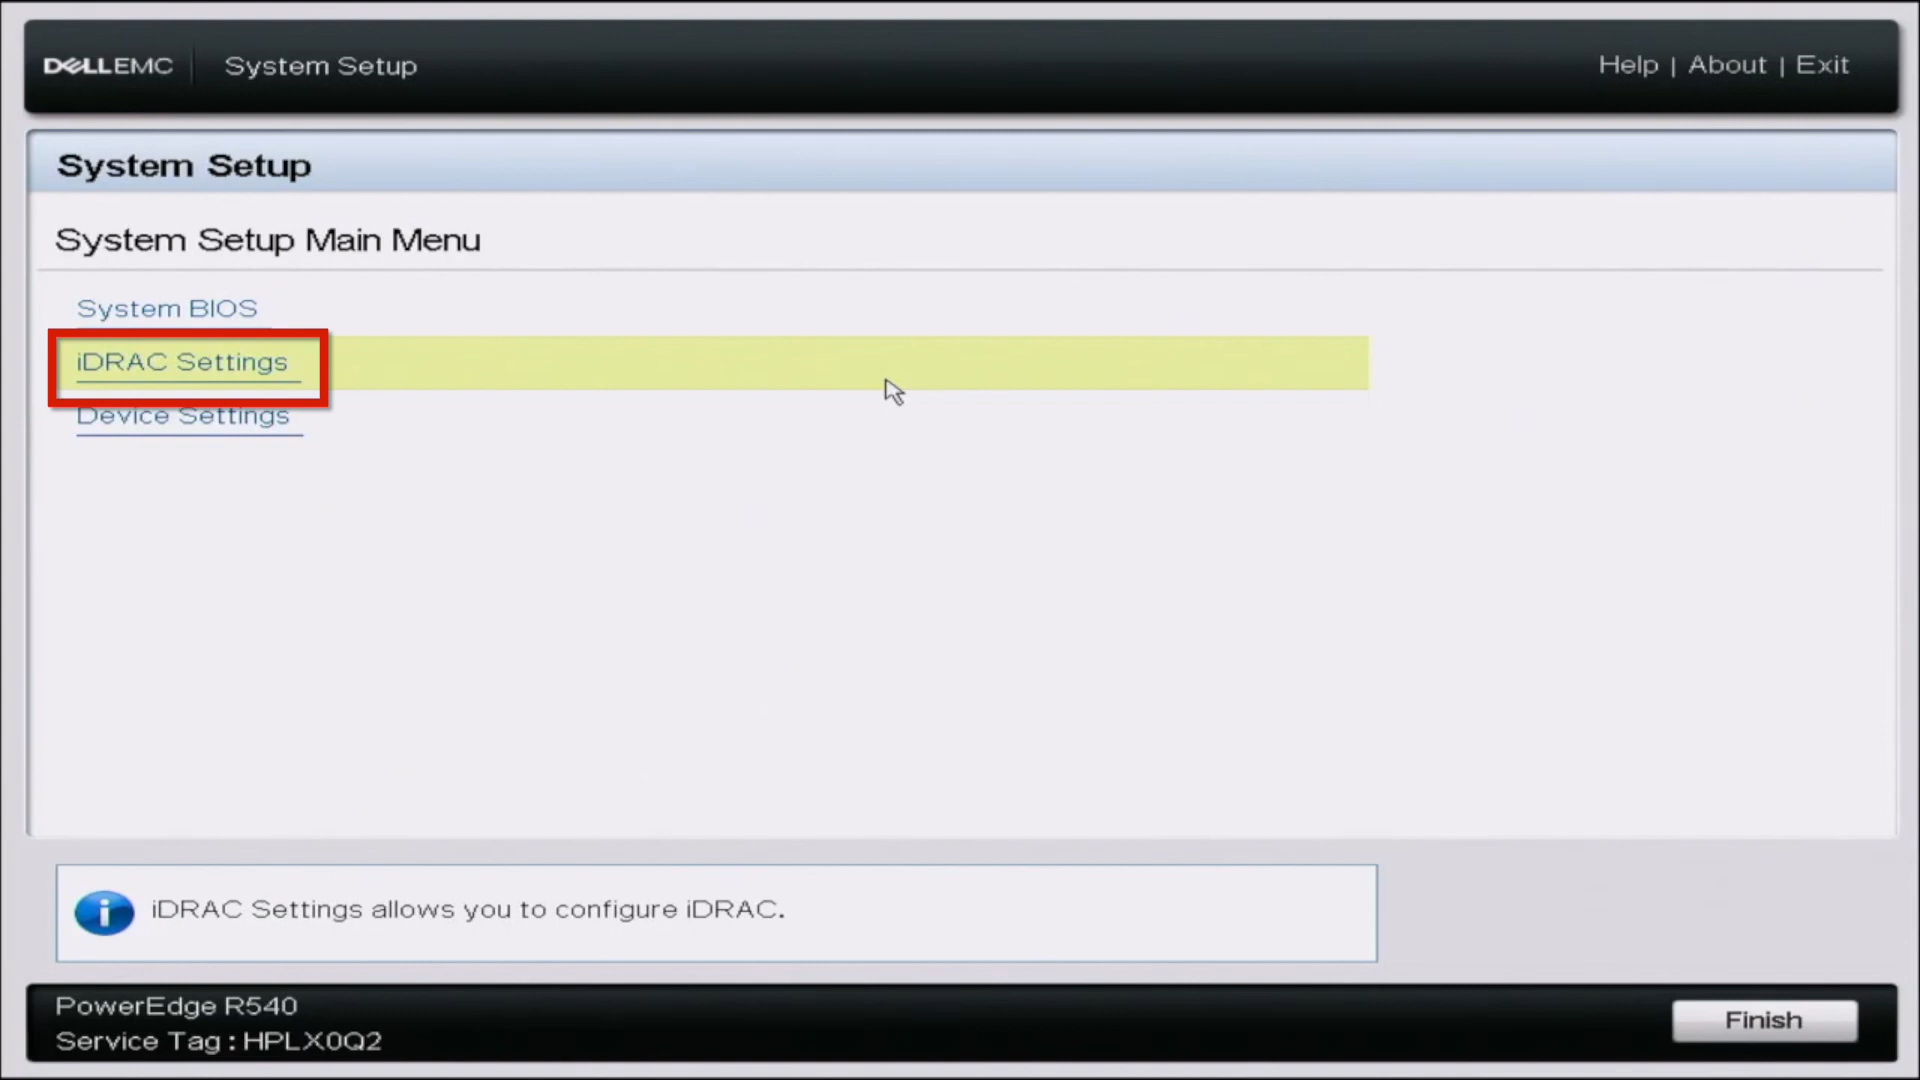 DELLEMC System Setup Help | About | Exit
System Setup
System Setup Main Menu
System BIOS
iDRAC Settings
Device Settings
iDRAC Settings allows you to configure iDRAC.
PowerEdge R540
Service Tag : HPLX0Q2
Finish